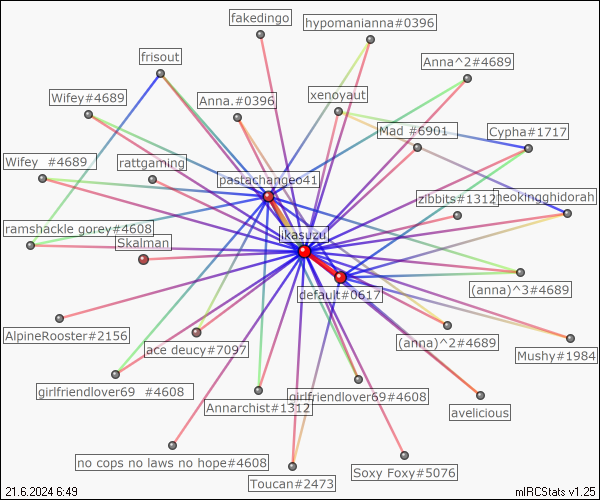 fakedingo
hypomanianna#0396
frisout
Anna^2#4689
Wifey#4689
Anna.#0396
xenoyaut
Mad #6901
Cypha#1717
Wifey  #4689
rattgaming
pastachangeo41
zibbits#1312
heokingghidorah
ramshackle gorey#4608
Skalman
ikasuzu
default#0617
(anna)^3#4689
AlpineRooster#2156
ace deucy#7097
(anna)^2#4689
Mushy#1984
girlfriendlover69  #4608
Annarchist#1312
girlfriendlover69#4608
avelicious
no cops no laws no hope#4608
Toucan#2473
Soxy Foxy#5076
21.6.2024 6:49
mIRCStats v1.25